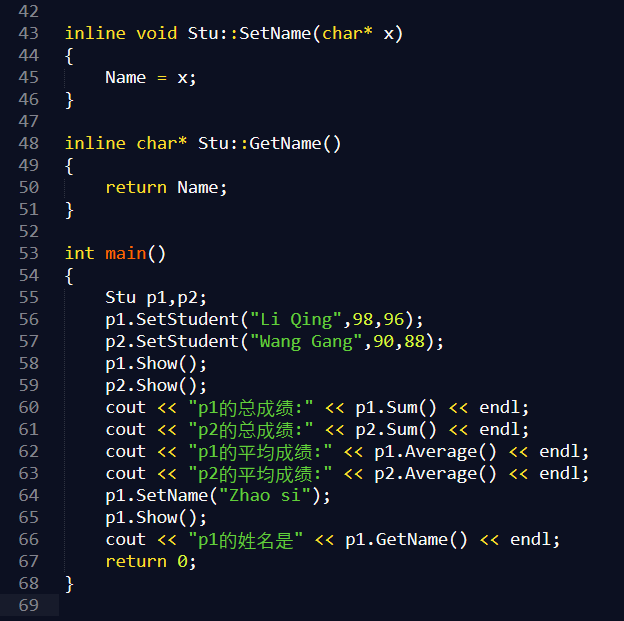 42
43 inline void Stu::SetName(char* x)
44 {
45     Name = x;
46 }
47
48 inline char* Stu::GetName()
49 {
50     return Name;
51 }
52
53 int main()
54 {
55     Stu p1,p2;
56     p1.SetStudent("Li Qing",98,96);
57     p2.SetStudent("Wang Gang",90,88);
58     p1.Show();
59     p2.Show();
60     cout << "p1的总成绩:" << p1.Sum() << endl;
61     cout << "p2的总成绩:" << p2.Sum() << endl;
62     cout << "p1的平均成绩:" << p1.Average() << endl;
63     cout << "p2的平均成绩:" << p2.Average() << endl;
64     p1.SetName("Zhao si");
65     p1.Show();
66     cout << "p1的姓名是" << p1.GetName() << endl;
67     return 0;
68 }
69